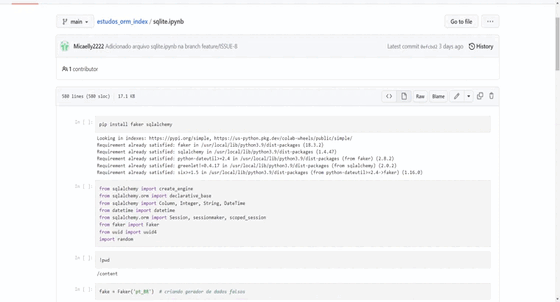 main
estudos_orm_index / sqlite.ipynb
Go to file
Micaelly2222 Adicionado arquivo sqlite.ipynb na branch feature/ISSUE-8
Latest commit 3 days ago
History
1 contributor
500 lines (500 sloc) 17.1 KB
Raw
Blame
In [ ]:
pip install faker sqlalchemy
Looking in indexes: https://pypi.org/simple, https://us-python.pkg.dev/colab-wheels/public/simple/
Requirement already satisfied: faker in /usr/local/lib/python3.9/dist-packages (18.3.2)
Requirement already satisfied: sqlalchemy in /usr/local/lib/python3.9/dist-packages (1.4.47)
Requirement already satisfied: python-dateutil>=2.4 in /usr/local/lib/python3.9/dist-packages (from faker) (2.8.2)
Requirement already satisfied: greenlet!=0.4.17 in /usr/local/lib/python3.9/dist-packages (from sqlalchemy) (2.0.2)
Requirement already satisfied: six>=1.5 in /usr/local/lib/python3.9/dist-packages (from python-dateutil>=2.4->faker) (1.16.0)
In [ ]:
from sqlalchemy import create_engine
from sqlalchemy.orm import declarative_base
from sqlalchemy import Column, Integer, String, DateTime
from datetime import datetime
from sqlalchemy.orm import Session, sessionmaker, scoped_session
from faker import Faker
from uuid import uuid4
import random
In [ ]:
!pwd
/content
In [ ]:
fake = Faker('pt_BR') # criando gerador de dados falsos